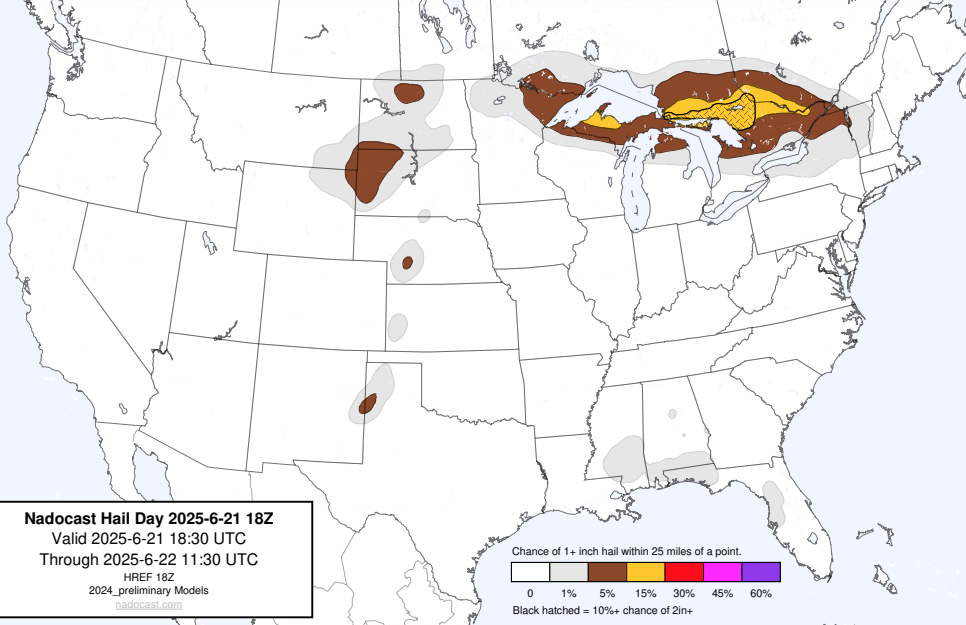 Nadocast Hail Day 2025-6-21 18Z
Valid 2025-6-21 18:30 UTC
Through 2025-6-22 11:30 UTC
HREF 18Z
2024_preliminary Models
nadocast.com
Chance of 1+ inch hail within 25 miles of a point.
0 1% 5% 15% 30% 45% 60%
Black hatched = 10%+ chance of 2in+